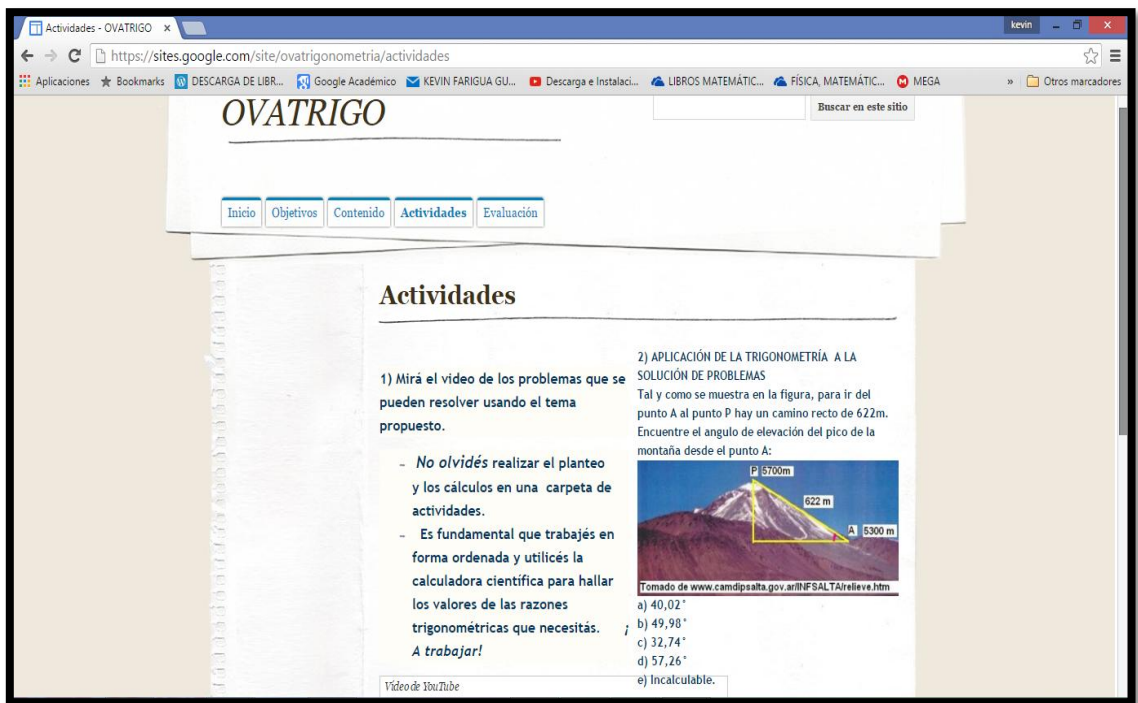 Actividades - OVATRIGO
kevin
https://sites.google.com/site/ovatrigonometria/actividades
Aplicaciones Bookmarks DESCARGA DE LIBR... Google Académico KEVIN FARIGUA GU... Descarga e Instalaci... LIBROS MATEMÁTIC... FÍSICA, MATEMÁTIC... MEGA » Otros marcadores
OVATRIGO
Buscar en este sitio
Inicio Objetivos Contenido Actividades Evaluación
Actividades
1) Mirá el video de los problemas que se
pueden resolver usando el tema
propuesto.
- No olvidés realizar el planteo
y los cálculos en una carpeta de
actividades.
- Es fundamental que trabajés en
forma ordenada y utilicés la
calculadora científica para hallar
los valores de las razones
trigonométricas que necesitás. ¡
A trabajar!
Vídeo de YouTube
2) APLICACIÓN DE LA TRIGONOMETRÍA A LA
SOLUCIÓN DE PROBLEMAS
Tal y como se muestra en la figura, para ir del
punto A al punto P hay un camino recto de 622m.
Encuentre el angulo de elevación del pico de la
montaña desde el punto A:
P 5700m
622 m
A 5300 m
Tomado de www.camdipsalta.gov.ar/INFSALTA/relieve.htm
a) 40,02°
b) 49,98°
c) 32,74°
d) 57,26°
e) Incalculable.